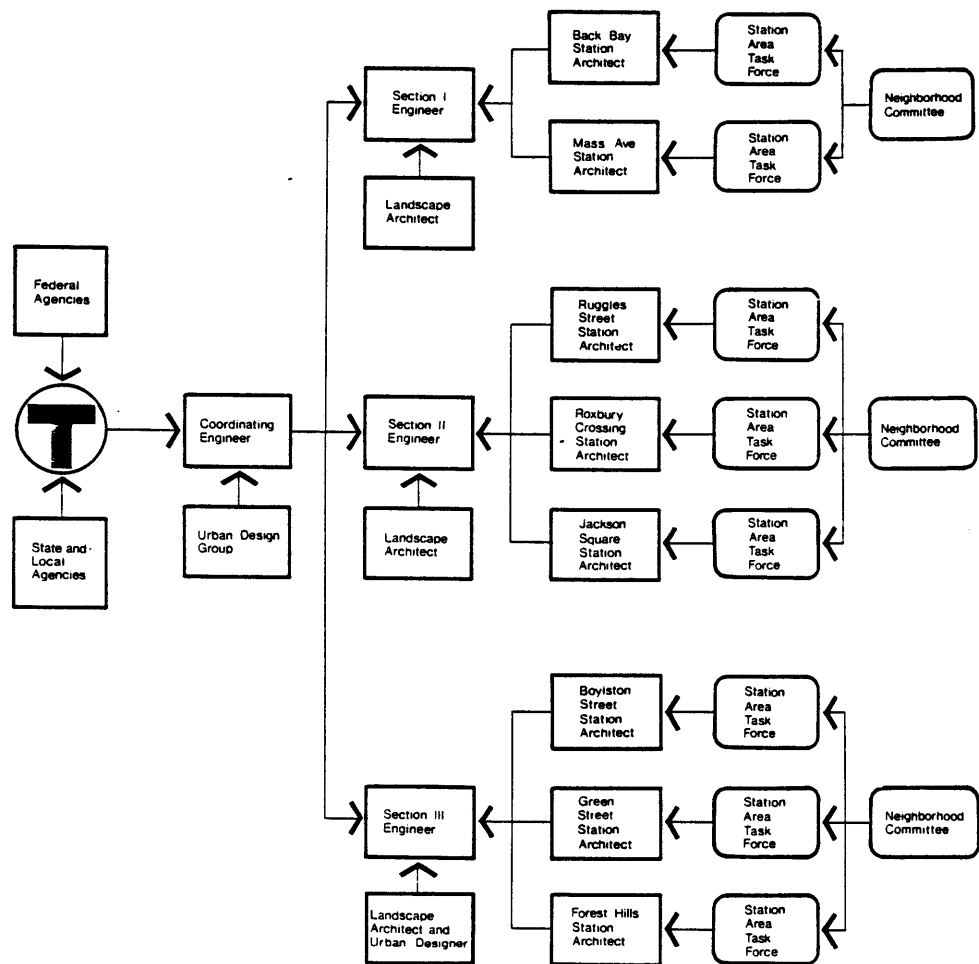 Federal
Agencies
T
State and
Local
Agencies
Coordinating
Engineer
Urban Design
Group
Section I
Engineer
Landscape
Architect
Back Bay
Station
Architect
Mass Ave
Station
Architect
Station
Area
Task
Force
Station
Area
Task
Force
Neighborhood
Committee
Section II
Engineer
Landscape
Architect
Ruggles
Street
Station
Architect
Roxbury
Crossing
Station
Architect
Jackson
Square
Station
Architect
Station
Area
Task
Force
Station
Area
Task
Force
Station
Area
Task
Force
Neighborhood
Committee
Section III
Engineer
Landscape
Architect and
Urban Designer
Boylston
Street
Station
Architect
Green
Street
Station
Architect
Forest Hills
Station
Architect
Station
Area
Task
Force
Station
Area
Task
Force
Station
Area
Task
Force
Neighborhood
Committee